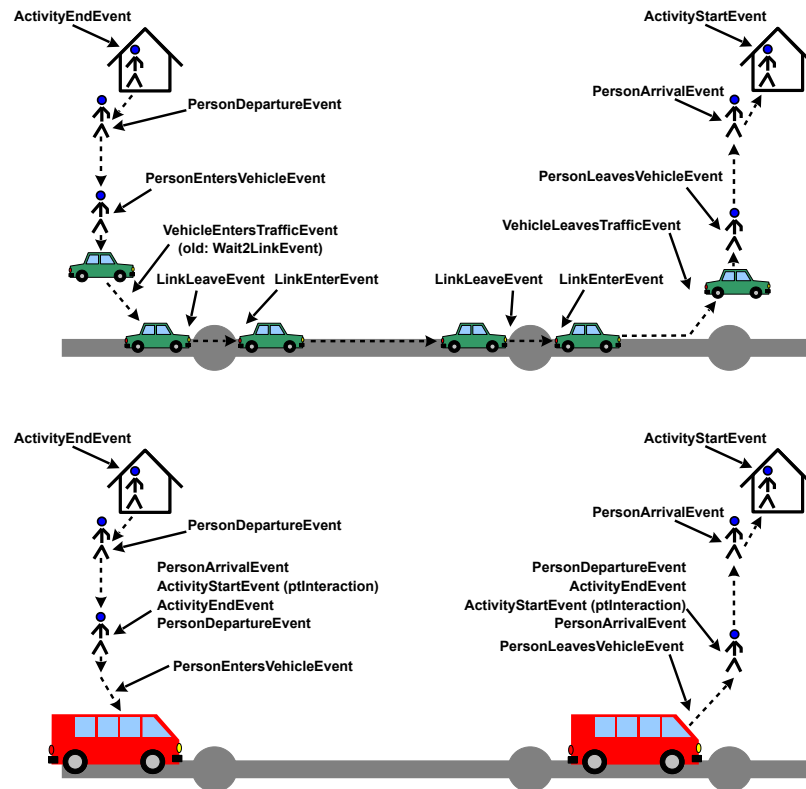 ActivityEndEvent
ActivityStartEvent
PersonDepartureEvent
PersonArrivalEvent
PersonEntersVehicleEvent
PersonLeavesVehicleEvent
VehicleEntersTrafficEvent
(old: Wait2LinkEvent)
VehicleLeavesTrafficEvent
LinkLeaveEvent
LinkEnterEvent
LinkLeaveEvent
LinkEnterEvent
ActivityEndEvent
ActivityStartEvent
PersonDepartureEvent
PersonArrivalEvent
PersonArrivalEvent
ActivityStartEvent (ptInteraction)
ActivityEndEvent
PersonDepartureEvent
PersonDepartureEvent
ActivityEndEvent
ActivityStartEvent (ptInteraction)
PersonArrivalEvent
PersonLeavesVehicleEvent
PersonEntersVehicleEvent